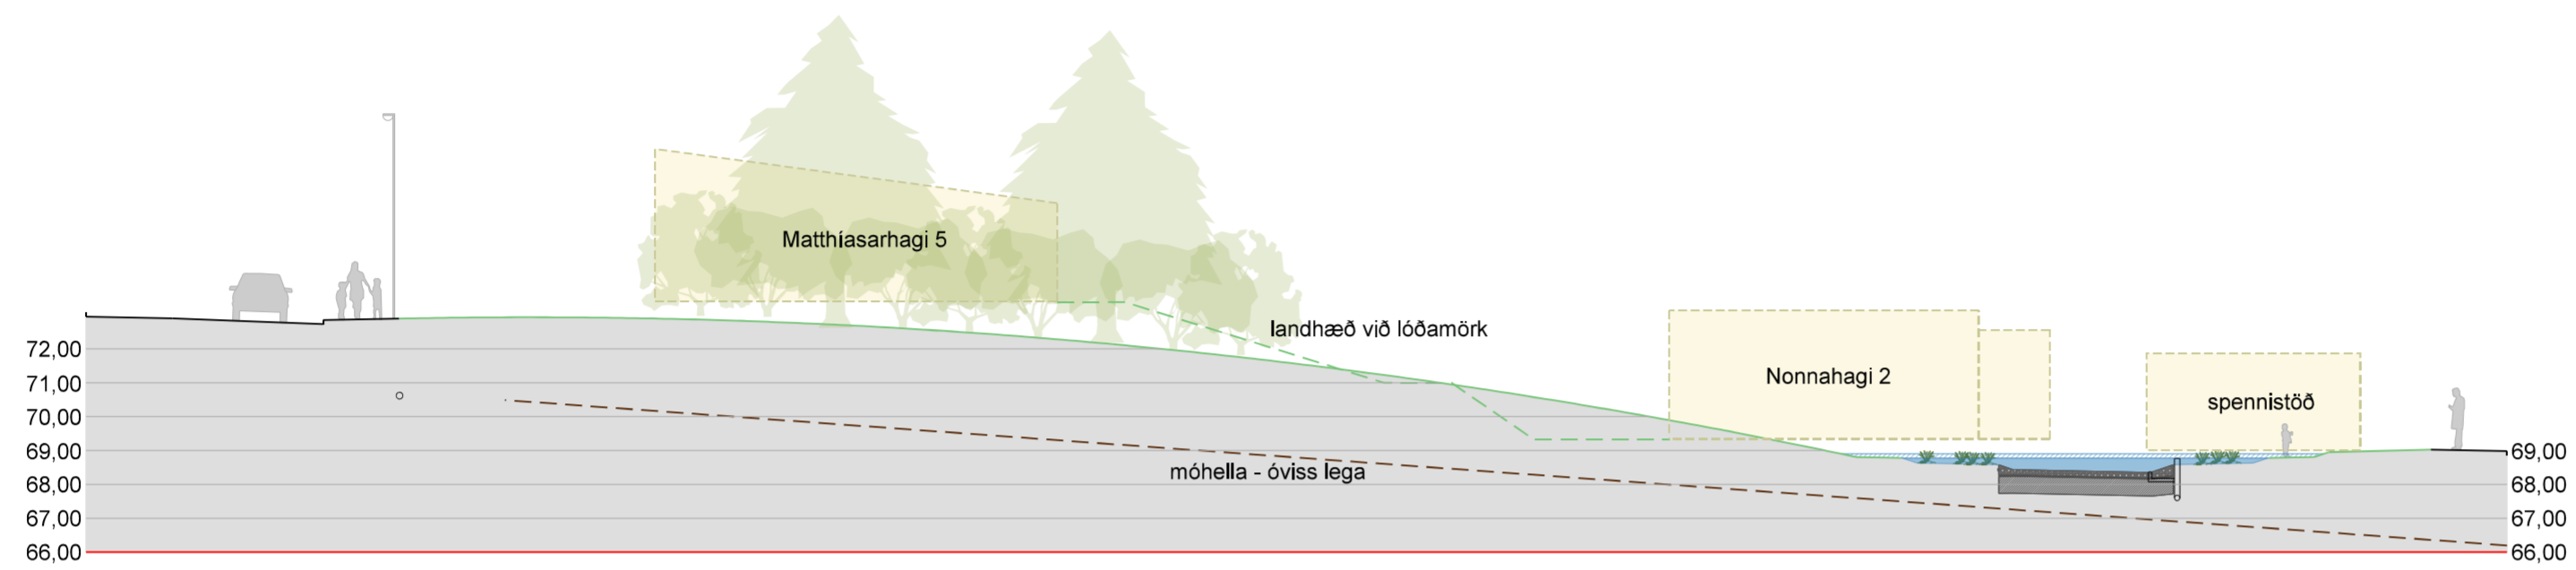 Matthíasarhagi 5
landhæð við lóðamörk
Nonnahagi 2
spennistöð
móhella - óviss lega
72,00
71,00
70,00
69,00
68,00
67,00
66,00
69,00
68,00
67,00
66,00